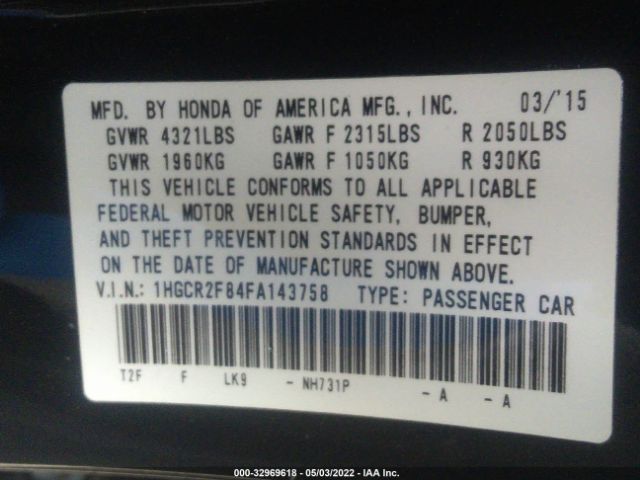 MFD. BY HONDA OF AMERICA MFG., INC. 03/'15
GVWR 4321LBS GAWR F 2315LBS R 2050LBS
GVWR 1960KG GAWR F 1050KG R 930KG
THIS VEHICLE CONFORMS TO ALL APPLICABLE
FEDERAL MOTOR VEHICLE SAFETY, BUMPER,
AND THEFT PREVENTION STANDARDS IN EFFECT
ON THE DATE OF MANUFACTURE SHOWN ABOVE.
V.I.N.: 1HGCR2F84FA143758 TYPE: PASSENGER CAR
T2F F LK9 - NH731P - A - A
000-32969618 - 05/03/2022 - IAA Inc.